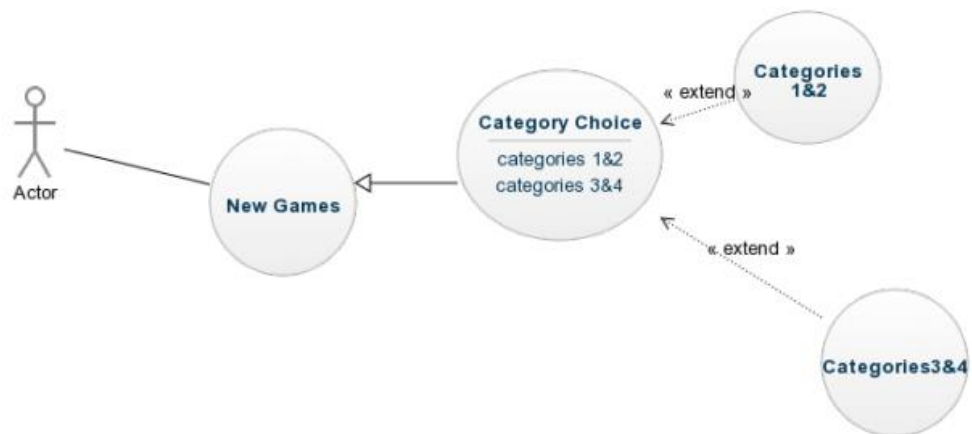 Categories
1&2
« extend »
Category Choice
categories 1&2
categories 3&4
Actor
New Games
« extend »
Categories3&4